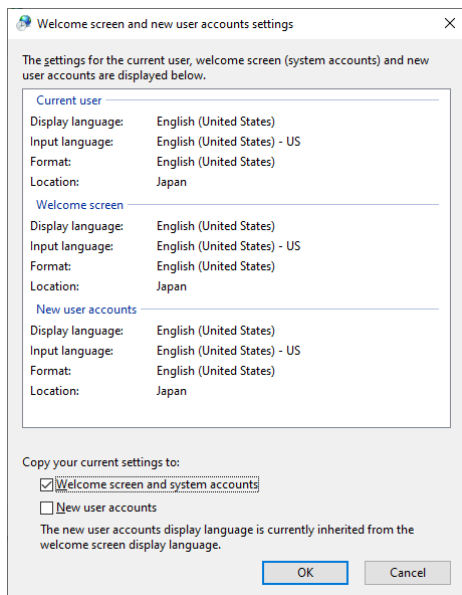 Welcome screen and new user accounts settings
The settings for the current user, welcome screen (system accounts) and new
user accounts are displayed below.
Current user
Display language: English (United States)
Input language: English (United States) - US
Format: English (United States)
Location: Japan
Welcome screen
Display language: English (United States)
Input language: English (United States) - US
Format: English (United States)
Location: Japan
New user accounts
Display language: English (United States)
Input language: English (United States) - US
Format: English (United States)
Location: Japan
Copy your current settings to:
Welcome screen and system accounts
New user accounts
The new user accounts display language is currently inherited from the
welcome screen display language.
OK Cancel